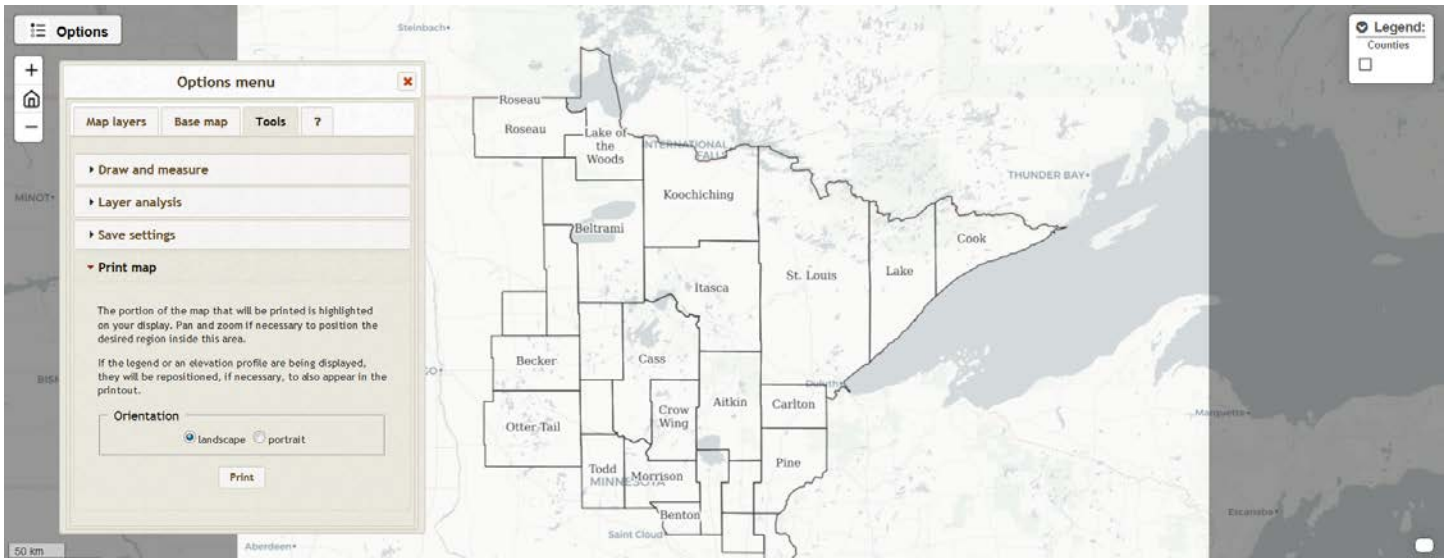 Options
Options menu
Map layers
Base map
Tools
?
Draw and measure
Layer analysis
Save settings
Print map
The portion of the map that will be printed is highlighted
on your display. Pan and zoom if necessary to position the
desired region inside this area.
If the legend or an elevation profile are being displayed,
they will be repositioned, if necessary, to also appear in the
printout.
Orientation
landscape
portrait
Print
50 km
Legend:
Counties
Steinbach
Roseau
Roseau
Lake of
the
Woods
INTERNATIONAL
FALLS
Koochiching
THUNDER BAY
MINOT
Beltrami
Cook
St. Louis
Lake
Itasca
Becker
Cass
Duluth
Aitkin
Carlton
Crow
Wing
Marquette
Otter Tail
Pine
Todd
Morrison
MINNESOTA
Benton
Saint Cloud
Escanaba
Aberdeen